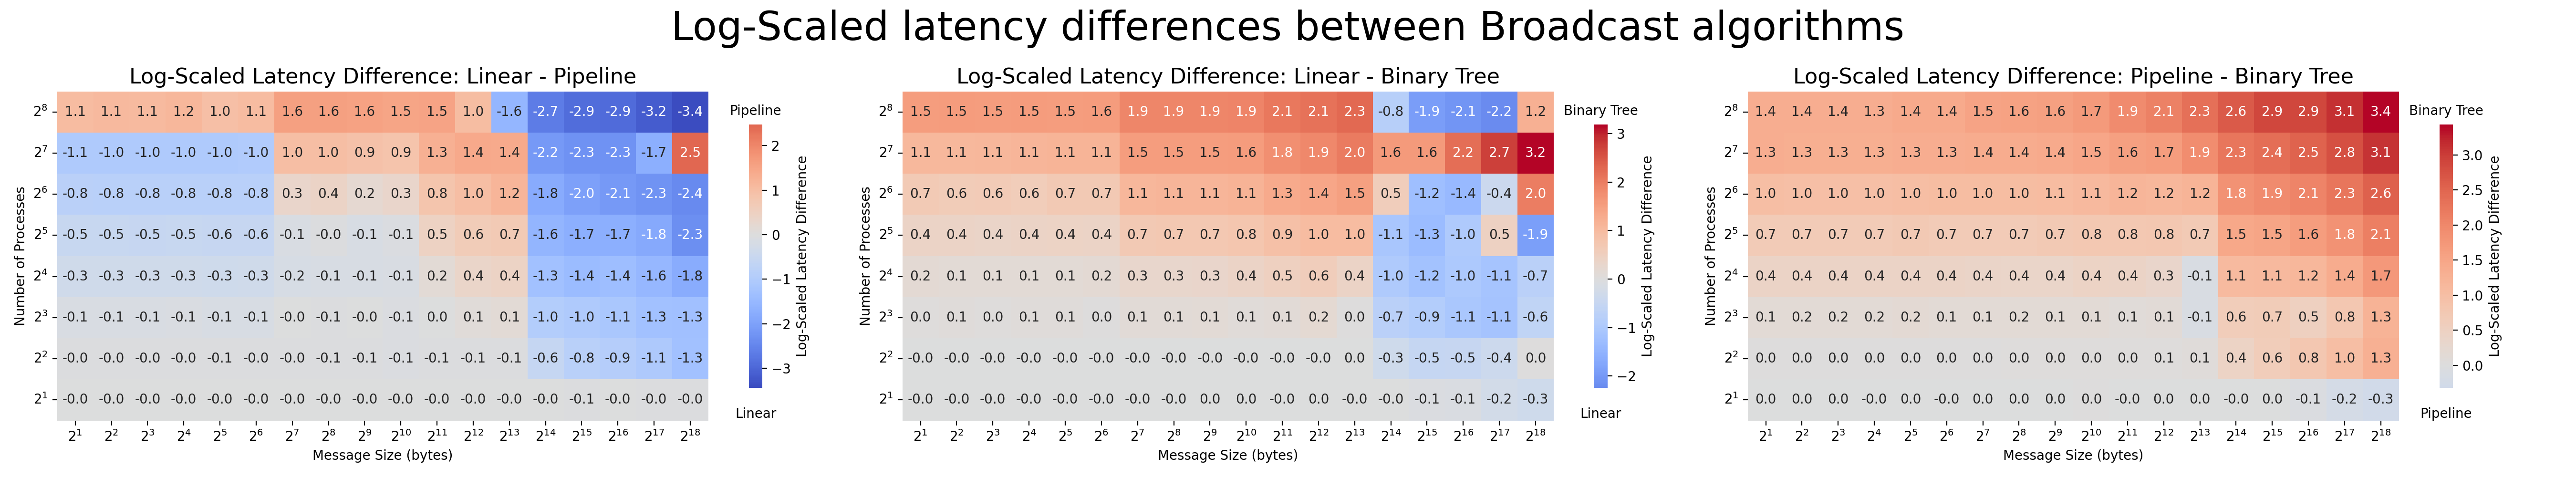 Log-Scaled latency differences between Broadcast algorithms
Log-Scaled Latency Difference: Linear - Pipeline
2^8 1.1 1.1 1.1 1.2 1.0 1.1 1.6 1.6 1.6 1.5 1.5 1.0 -1.6 -2.7 -2.9 -2.9 -3.2 -3.4
2^7 -1.1 -1.0 -1.0 -1.0 -1.0 -1.0 1.0 1.0 0.9 0.9 1.3 1.4 1.4 -2.2 -2.3 -2.3 -1.7 2.5
2^6 -0.8 -0.8 -0.8 -0.8 -0.8 -0.8 0.3 0.4 0.2 0.3 0.8 1.0 1.2 -1.8 -2.0 -2.1 -2.3 -2.4
2^5 -0.5 -0.5 -0.5 -0.5 -0.6 -0.6 -0.1 -0.0 -0.1 -0.1 0.5 0.6 0.7 -1.6 -1.7 -1.7 -1.8 -2.3
2^4 -0.3 -0.3 -0.3 -0.3 -0.3 -0.3 -0.2 -0.1 -0.1 -0.1 0.2 0.4 0.4 -1.3 -1.4 -1.4 -1.6 -1.8
2^3 -0.1 -0.1 -0.1 -0.1 -0.1 -0.1 -0.0 -0.1 -0.0 -0.1 0.0 0.1 0.1 -1.0 -1.0 -1.1 -1.3 -1.3
2^2 -0.0 -0.0 -0.0 -0.0 -0.1 -0.0 -0.0 -0.1 -0.1 -0.1 -0.1 -0.1 -0.1 -0.6 -0.8 -0.9 -1.1 -1.3
2^1 -0.0 -0.0 -0.0 -0.0 -0.0 -0.0 -0.0 -0.0 -0.0 -0.0 -0.0 -0.0 -0.0 -0.0 -0.1 -0.0 -0.0 -0.0
2^1 2^2 2^3 2^4 2^5 2^6 2^7 2^8 2^9 2^10 2^11 2^12 2^13 2^14 2^15 2^16 2^17 2^18
Message Size (bytes)
Number of Processes
Pipeline
2
1
0
−1
−2
−3
Linear
Log-Scaled Latency Difference
Log-Scaled Latency Difference: Linear - Binary Tree
2^8 1.5 1.5 1.5 1.5 1.5 1.6 1.9 1.9 1.9 1.9 2.1 2.1 2.3 -0.8 -1.9 -2.1 -2.2 1.2
2^7 1.1 1.1 1.1 1.1 1.1 1.1 1.5 1.5 1.5 1.6 1.8 1.9 2.0 1.6 1.6 2.2 2.7 3.2
2^6 0.7 0.6 0.6 0.6 0.7 0.7 1.1 1.1 1.1 1.1 1.3 1.4 1.5 0.5 -1.2 -1.4 -0.4 2.0
2^5 0.4 0.4 0.4 0.4 0.4 0.4 0.7 0.7 0.7 0.8 0.9 1.0 1.0 -1.1 -1.3 -1.0 0.5 -1.9
2^4 0.2 0.1 0.1 0.1 0.1 0.2 0.3 0.3 0.3 0.4 0.5 0.6 0.4 -1.0 -1.2 -1.0 -1.1 -0.7
2^3 0.0 0.1 0.0 0.1 0.1 0.0 0.1 0.1 0.1 0.1 0.1 0.2 0.0 -0.7 -0.9 -1.1 -1.1 -0.6
2^2 -0.0 -0.0 -0.0 -0.0 -0.0 -0.0 -0.0 -0.0 -0.0 -0.0 -0.0 -0.0 0.0 -0.3 -0.5 -0.5 -0.4 0.0
2^1 -0.0 -0.0 -0.0 -0.0 -0.0 -0.0 -0.0 -0.0 -0.0 -0.0 -0.0 -0.0 -0.0 -0.0 -0.1 -0.1 -0.2 -0.3
2^1 2^2 2^3 2^4 2^5 2^6 2^7 2^8 2^9 2^10 2^11 2^12 2^13 2^14 2^15 2^16 2^17 2^18
Message Size (bytes)
Number of Processes
Binary Tree
3
2
1
0
−1
−2
Linear
Log-Scaled Latency Difference
Log-Scaled Latency Difference: Pipeline - Binary Tree
2^8 1.4 1.4 1.4 1.3 1.4 1.4 1.5 1.6 1.6 1.7 1.9 2.1 2.3 2.6 2.9 2.9 3.1 3.4
2^7 1.3 1.3 1.3 1.3 1.3 1.3 1.4 1.4 1.4 1.5 1.6 1.7 1.9 2.3 2.4 2.5 2.8 3.1
2^6 1.0 1.0 1.0 1.0 1.0 1.0 1.0 1.0 1.1 1.1 1.2 1.2 1.2 1.8 1.9 2.1 2.3 2.6
2^5 0.7 0.7 0.7 0.7 0.7 0.7 0.7 0.7 0.7 0.8 0.8 0.8 0.7 1.5 1.5 1.6 1.8 2.1
2^4 0.4 0.4 0.4 0.4 0.4 0.4 0.4 0.4 0.4 0.4 0.4 0.3 -0.1 1.1 1.1 1.2 1.4 1.7
2^3 0.1 0.2 0.2 0.2 0.2 0.1 0.1 0.2 0.1 0.1 0.1 0.1 -0.1 0.6 0.7 0.5 0.8 1.3
2^2 0.0 0.0 0.0 0.0 0.0 0.0 0.0 0.0 0.0 0.0 0.0 0.1 0.1 0.4 0.6 0.8 1.0 1.3
2^1 0.0 0.0 0.0 -0.0 0.0 -0.0 0.0 0.0 0.0 0.0 -0.0 0.0 0.0 -0.0 0.0 -0.1 -0.2 -0.3
2^1 2^2 2^3 2^4 2^5 2^6 2^7 2^8 2^9 2^10 2^11 2^12 2^13 2^14 2^15 2^16 2^17 2^18
Message Size (bytes)
Number of Processes
Binary Tree
3.0
2.5
2.0
1.5
1.0
0.5
0.0
Pipeline
Log-Scaled Latency Difference